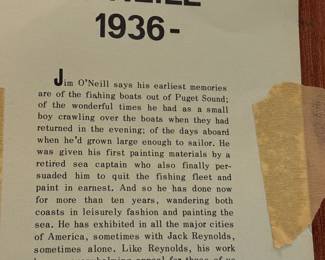 1936-
Jim O'Neill says his earliest memories
are of the fishing boats out of Puget Sound;
of the wonderful times he had as a small
boy crawling over the boats when they had
returned in the evening; of the days aboard
when he'd grown large enough to sailor. He
was given his first painting materials by a
retired sea captain who also finally per-
suaded him to quit the fishing fleet and
paint in earnest. And so he has done now
for more than ten years, wandering both
coasts in leisurely fashion and painting the
sea. He has exhibited in all the major cities
of America, sometimes with Jack Reynolds,
sometimes alone. Like Reynolds, his work